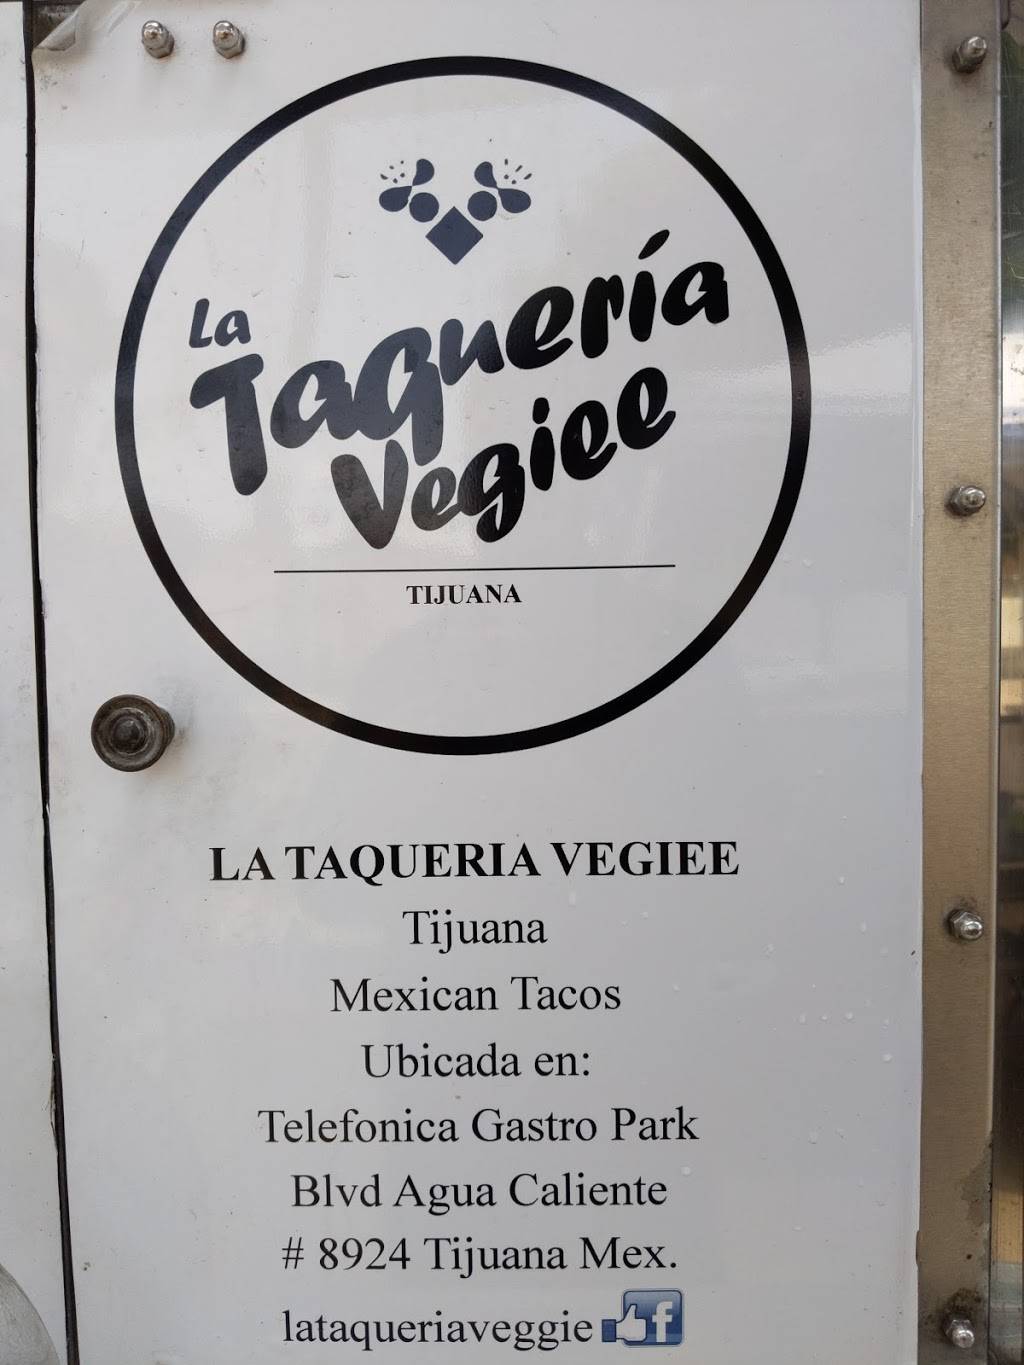 La
Taquería
Vegiee
TIJUANA
LA TAQUERIA VEGIEE
Tijuana
Mexican Tacos
Ubicada en:
Telefonica Gastro Park
Blvd Agua Caliente
# 8924 Tijuana Mex.
lataqueriaveggie f